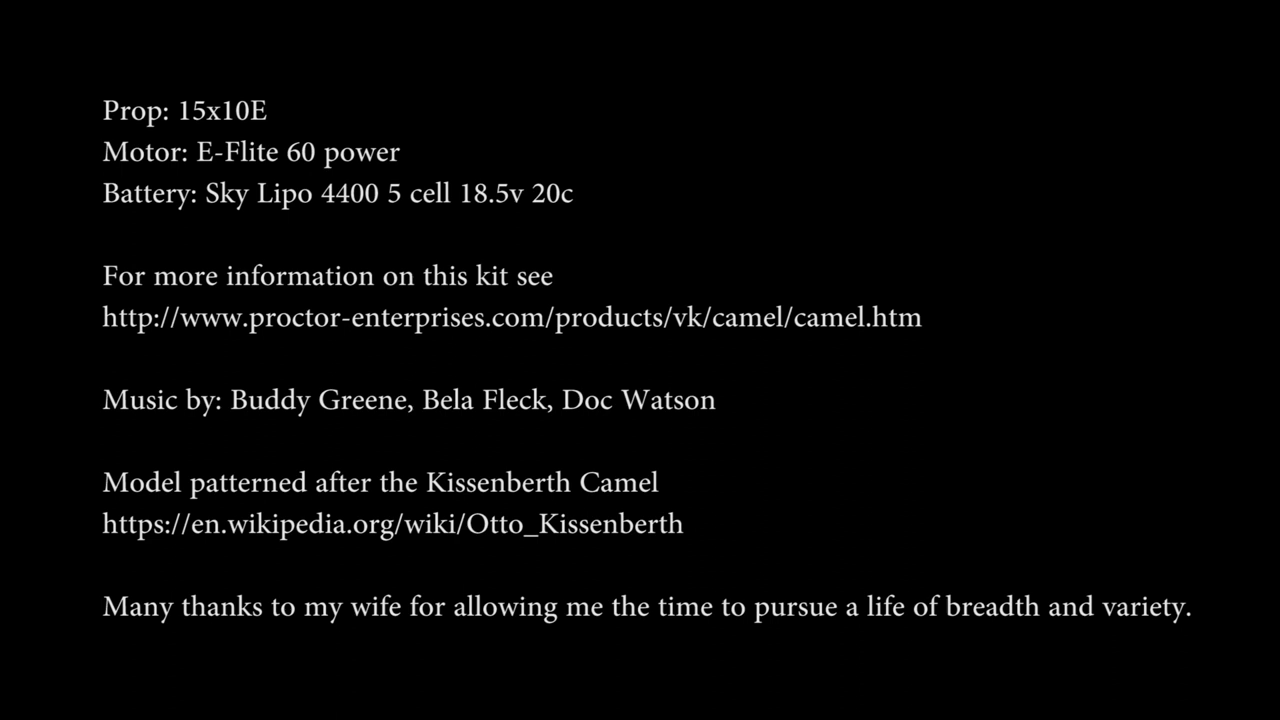 Prop: 15x10E
Motor: E-Flite 60 power
Battery: Sky Lipo 4400 5 cell 18.5v 20c
For more information on this kit see
http://www.proctor-enterprises.com/products/vk/camel/camel.htm
Music by: Buddy Greene, Bela Fleck, Doc Watson
Model patterned after the Kissenberth Camel
https://en.wikipedia.org/wiki/Otto_Kissenberth
Many thanks to my wife for allowing me the time to pursue a life of breadth and variety.